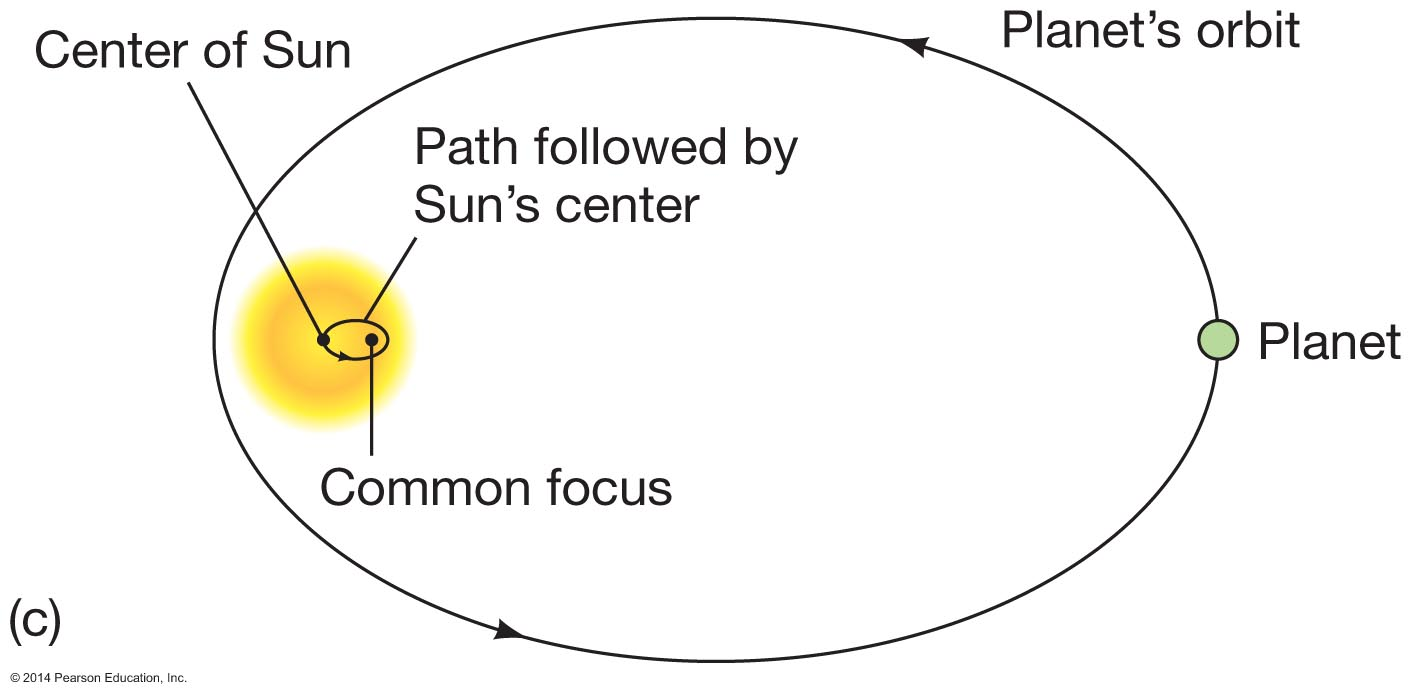 Center of Sun
Planet’s orbit
Path followed by
Sun’s center
Planet
Common focus
(c)
© 2014 Pearson Education, Inc.